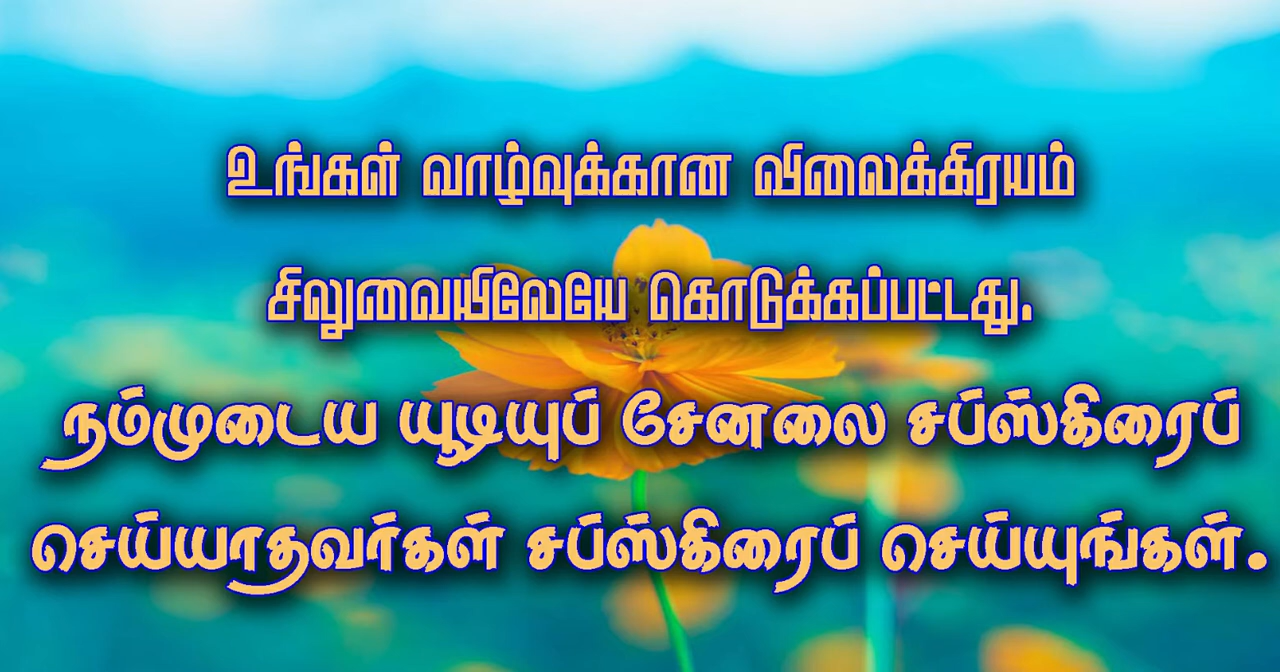 உங்கள் வாழ்வுக்கான விலைக்கிரயம்
சிலுவையிலேயே கொடுக்கப்பட்டது.
நம்முடைய யூடியுப் சேனலை சப்ஸ்கிரைப்
செய்யாதவர்கள் சப்ஸ்கிரைப் செய்யுங்கள்.